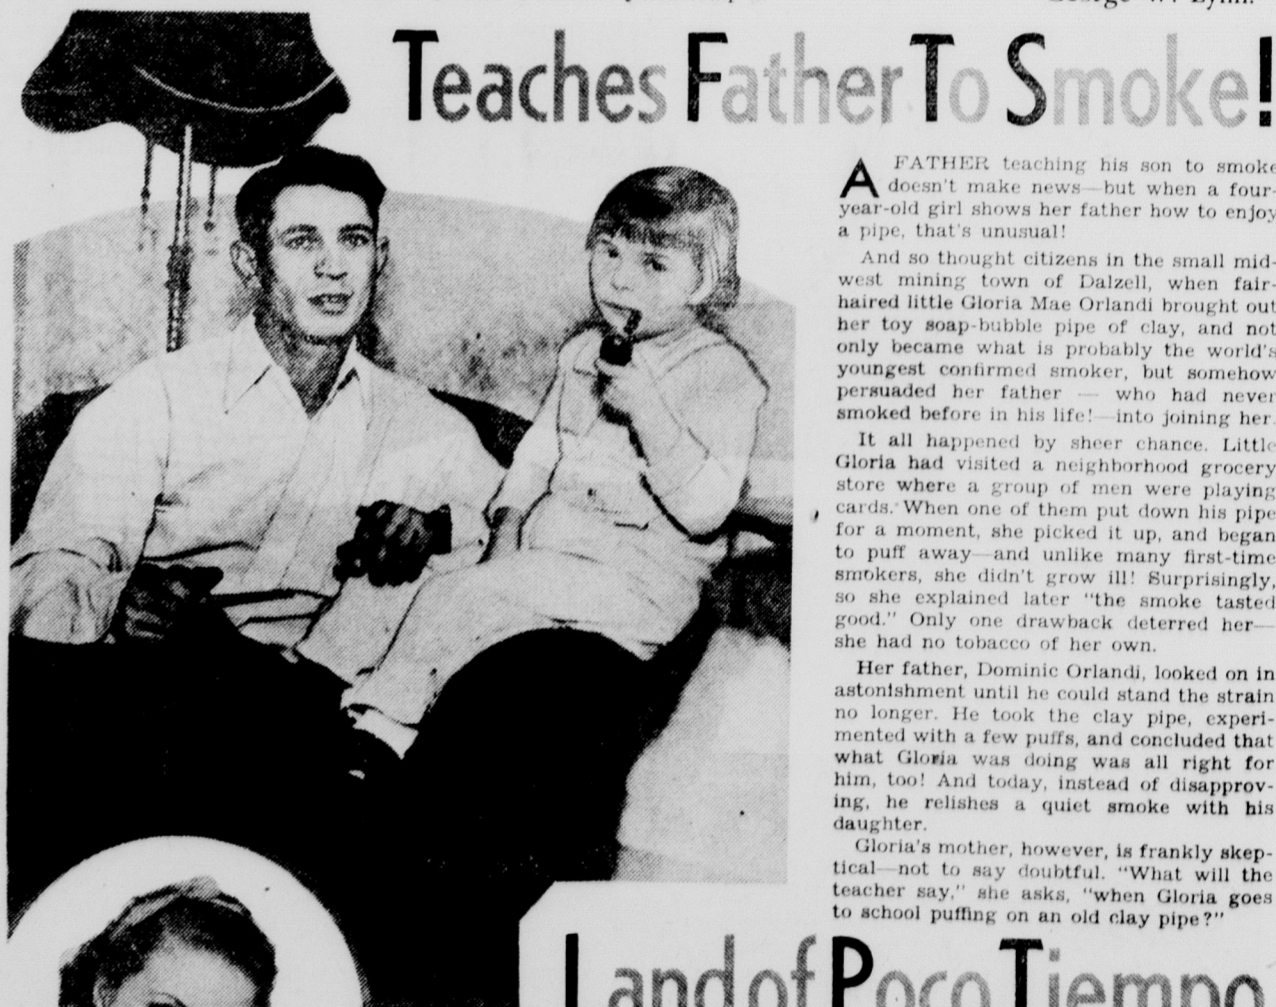 George W. Lynn.
Teaches Father To Smoke!
A FATHER teaching his son to smoke
doesn't make news—but when a four-
year-old girl shows her father how to enjoy
a pipe, that's unusual!
And so thought citizens in the small mid-
west mining town of Dalzell, when fair-
haired little Gloria Mae Orlandi brought out
her toy soap-bubble pipe of clay, and not
only became what is probably the world's
youngest confirmed smoker, but somehow
persuaded her father — who had never
smoked before in his life!—into joining her.
It all happened by sheer chance. Little
Gloria had visited a neighborhood grocery
store where a group of men were playing
cards. When one of them put down his pipe
for a moment, she picked it up, and began
to puff away—and unlike many first-time
smokers, she didn't grow ill! Surprisingly,
so she explained later "the smoke tasted
good." Only one drawback deterred her—
she had no tobacco of her own.
Her father, Dominic Orlandi, looked on in
astonishment until he could stand the strain
no longer. He took the clay pipe, experi-
mented with a few puffs, and concluded that
what Gloria was doing was all right for
him, too! And today, instead of disapprov-
ing, he relishes a quiet smoke with his
daughter.
Gloria's mother, however, is frankly skep-
tical—not to say doubtful. "What will the
teacher say," she asks, "when Gloria goes
to school puffing on an old clay pipe?"
Land of Poco Tiempo